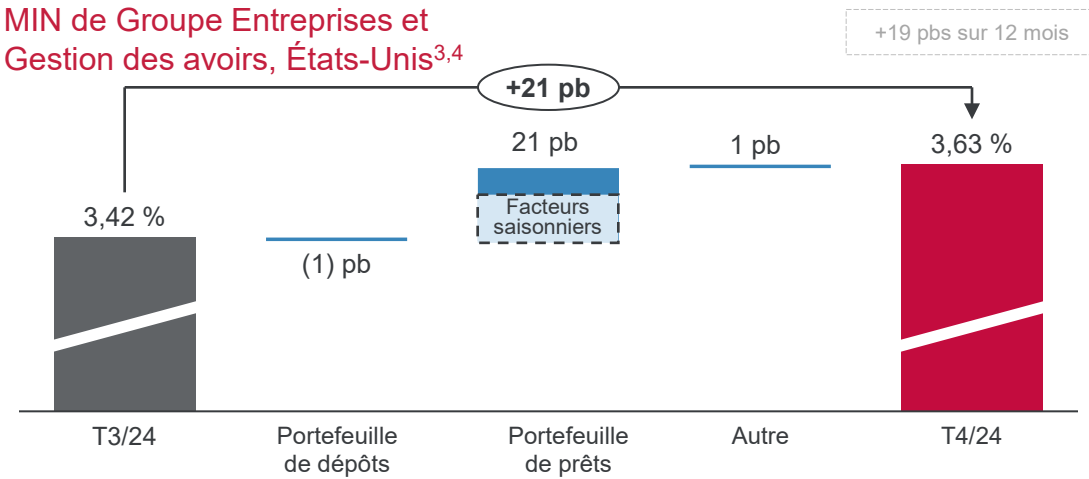 MIN de Groupe Entreprises et
Gestion des avoirs, États-Unis3,4
+19 pbs sur 12 mois
+21 pb
3,42 %
(1) pb
21 pb
Facteurs
saisonniers
1 pb
3,63 %
T3/24
Portefeuille
de dépôts
Portefeuille
de prêts
Autre
T4/24